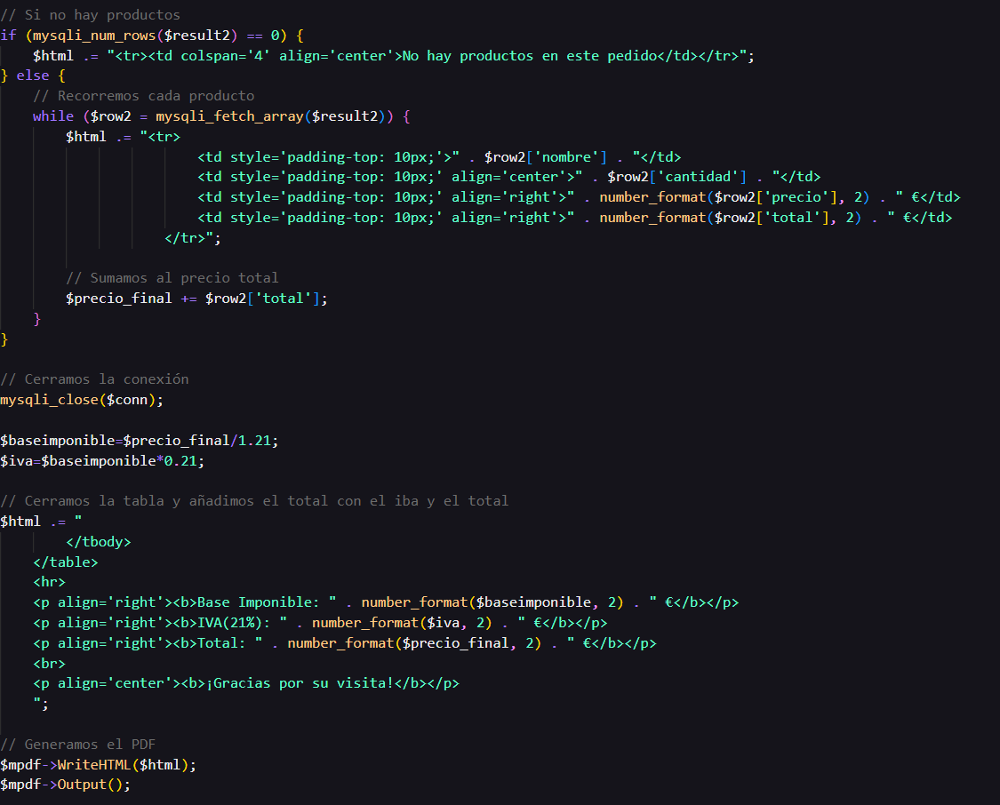 // Si no hay productos
if (mysqli_num_rows($result2) == 0) {
    $html .= "<tr><td colspan='4' align='center'>No hay productos en este pedido</td></tr>";
} else {
    // Recorremos cada producto
    while ($row2 = mysqli_fetch_array($result2)) {
        $html .= "<tr>
                        <td style='padding-top: 10px;'>" . $row2['nombre'] . "</td>
                        <td style='padding-top: 10px;' align='center'>" . $row2['cantidad'] . "</td>
                        <td style='padding-top: 10px;' align='right'>" . number_format($row2['precio'], 2) . " €</td>
                        <td style='padding-top: 10px;' align='right'>" . number_format($row2['total'], 2) . " €</td>
                    </tr>";

        // Sumamos al precio total
        $precio_final += $row2['total'];
    }
}

// Cerramos la conexión
mysqli_close($conn);

$baseimponible=$precio_final/1.21;
$iva=$baseimponible*0.21;

// Cerramos la tabla y añadimos el total con el iba y el total
$html .= "
        </tbody>
    </table>
    <hr>
    <p align='right'><b>Base Imponible: " . number_format($baseimponible, 2) . " €</b></p>
    <p align='right'><b>IVA(21%): " . number_format($iva, 2) . " €</b></p>
    <p align='right'><b>Total: " . number_format($precio_final, 2) . " €</b></p>
    <br>
    <p align='center'><b>¡Gracias por su visita!</b></p>
    ";

// Generamos el PDF
$mpdf->WriteHTML($html);
$mpdf->Output();